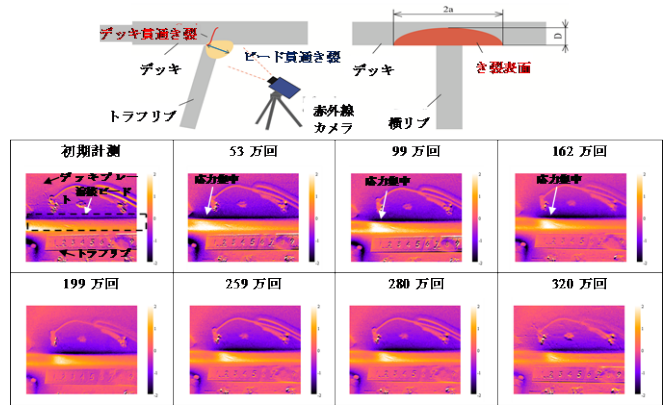 2a
デッキ貫通き裂
ビード貫通き裂
デッキ
トラフリブ
赤外線
カメラ
D
デッキ
き裂表面
横リブ
初期計測
53 万回
99 万回
162 万回
デッキプレー
ト
溶接ビード
トラフリブ
応力集中
応力集中
応力集中
199 万回
259 万回
280 万回
320 万回